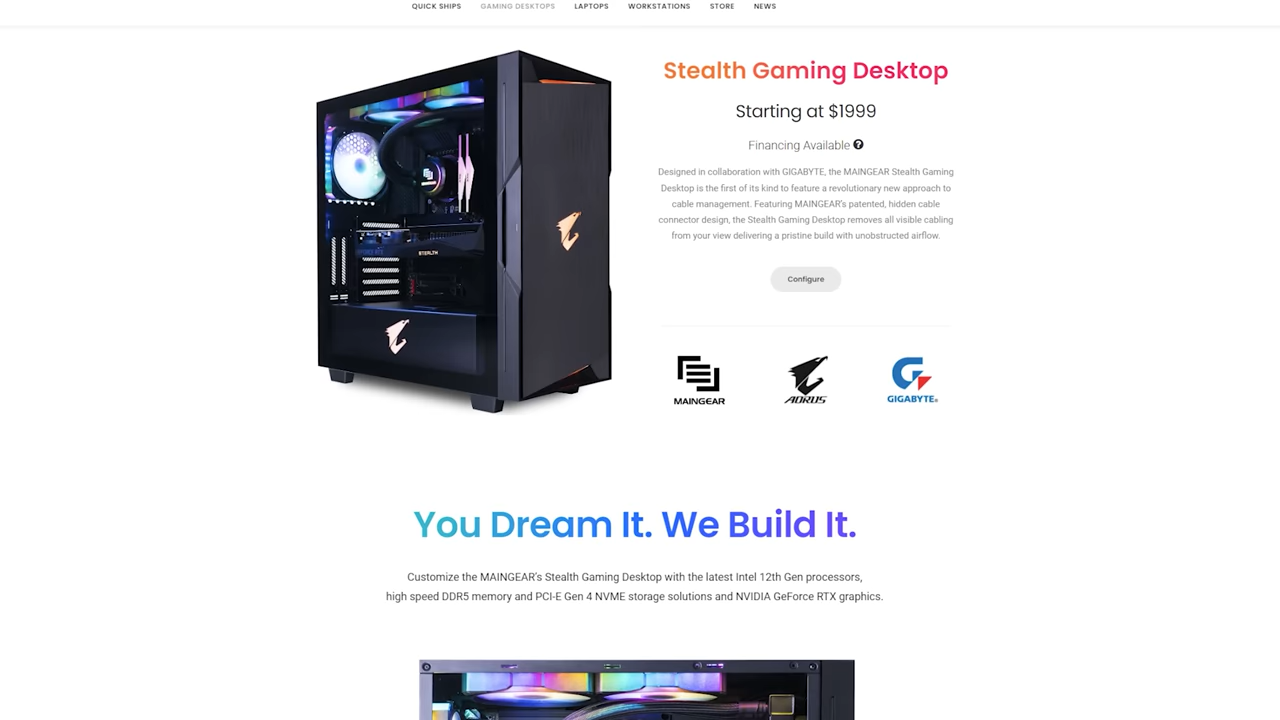 QUICK SHIPS GAMING DESKTOPS LAPTOPS WORKSTATIONS STORE NEWS
Stealth Gaming Desktop
Starting at $1999
Financing Available ?
Designed in collaboration with GIGABYTE, the MAINGEAR Stealth Gaming
Desktop is the first of its kind to feature a revolutionary new approach to
cable management. Featuring MAINGEAR's patented, hidden cable
connector design, the Stealth Gaming Desktop removes all visible cabling
from your view delivering a pristine build with unobstructed airflow.
Configure
STEALTH
MAINGEAR AORUS GIGABYTE
You Dream It. We Build It.
Customize the MAINGEAR's Stealth Gaming Desktop with the latest Intel 12th Gen processors,
high speed DDR5 memory and PCI-E Gen 4 NVME storage solutions and NVIDIA GeForce RTX graphics.